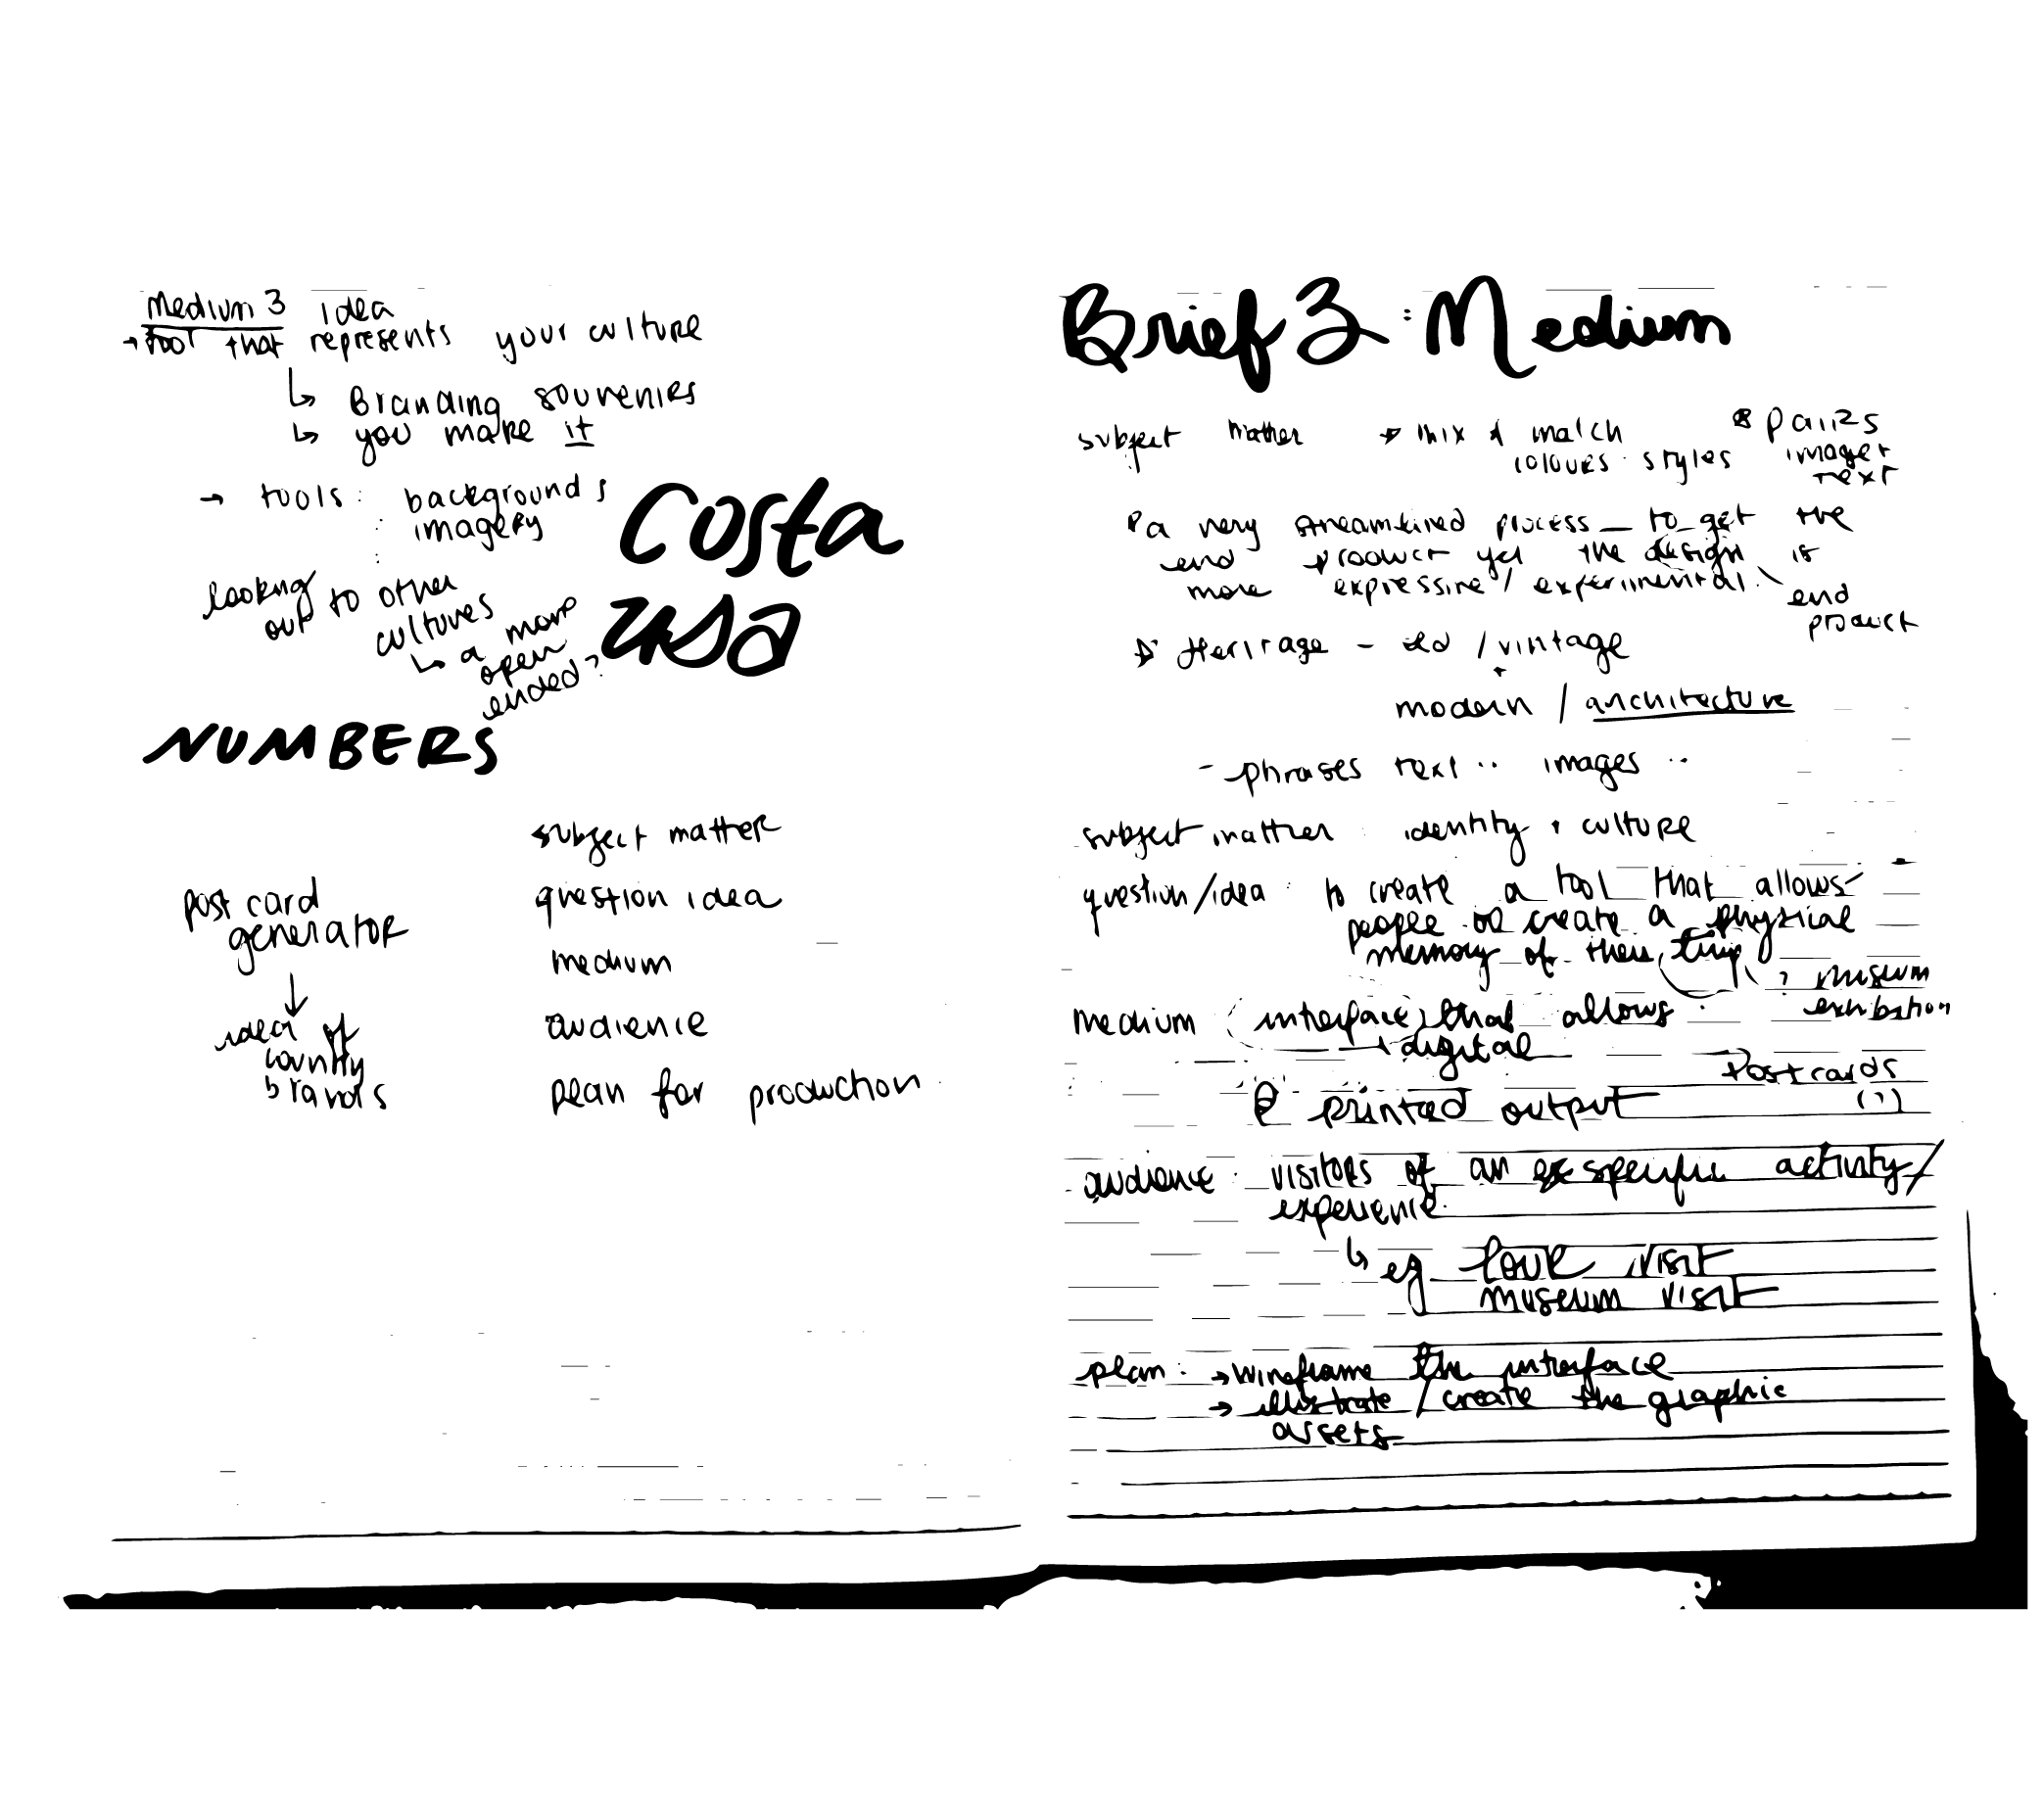 Medium 3 idea
→ tool that represents your culture
↳ Branding souvenies
↳ you make it
→ tools: backgrounds
: imagery
:
looking
out to other
cultures
↳ a more
open
ended?
Costa
usa
NUMBERS
subject matter
post card
generator
↓
idea of
country
brands
question idea
medium
audience
plan for production
Brief 3: Medium
subject matter → mix & match
colours. styles
Pairs
image +
text
a very streamlined process to get the
end product yet the design is
more expressive / experimental.
end
product
Heritage - old / vintage
+
modern / architecture
- phrases text .. images ..
subject matter : identity + culture
question/idea : to create a tool that allows
people to create a physical
memory of their trip
? museum
exhibition
medium (interface) that allows
→ digital
Postcards
(?)
printed output
audience : visitors of an specific activity/
experience.
↳ eg tour visit
museum visit
plan: → wireframe the interface
→ illustrate / create the graphic
assets